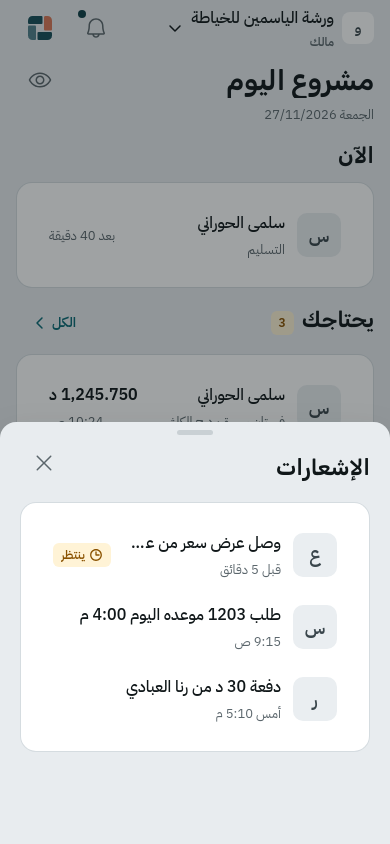 ورشة الياسمين للخياطة
مالك
و
مشروع اليوم
الجمعة 27/11/2026
الآن
س
سلمى الحوراني
التسليم
بعد 40 دقيقة
يحتاجك
3
الكل
س
سلمى الحوراني
1,245.750 د
الإشعارات
ع
وصل عرض سعر من ع...
قبل 5 دقائق
ينتظر
س
طلب 1203 موعده اليوم 4:00 م
9:15 ص
ر
دفعة 30 د من رنا العبادي
أمس 5:10 م